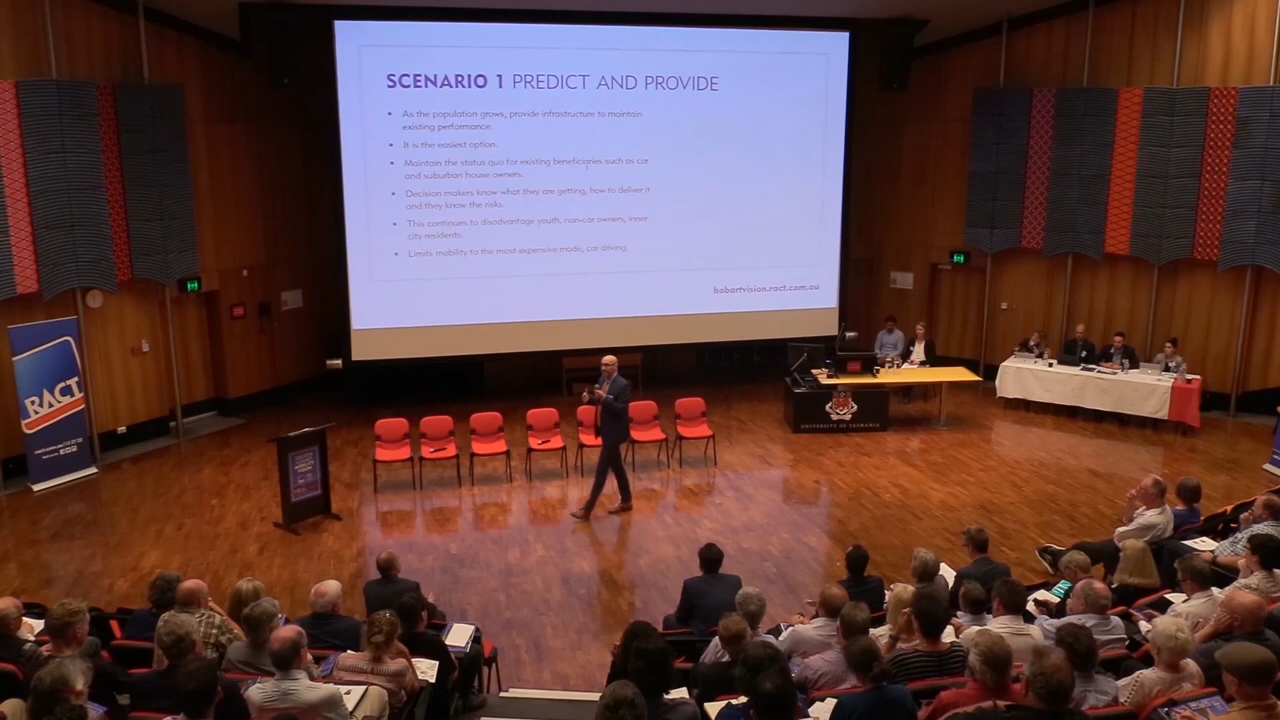 SCENARIO 1 PREDICT AND PROVIDE
• As the population grows, provide infrastructure to maintain
existing performance.
• It is the easiest option.
• Maintain the status quo for existing beneficiaries such as car
and suburban house owners.
• Decision makers know what they are getting, how to deliver it
and they know the risks.
• This continues to disadvantage youth, non-car owners, inner
city residents.
• Limits mobility to the most expensive mode, car driving.
hobartvision.ract.com.au
RACT
UNIVERSITY OF TASMANIA